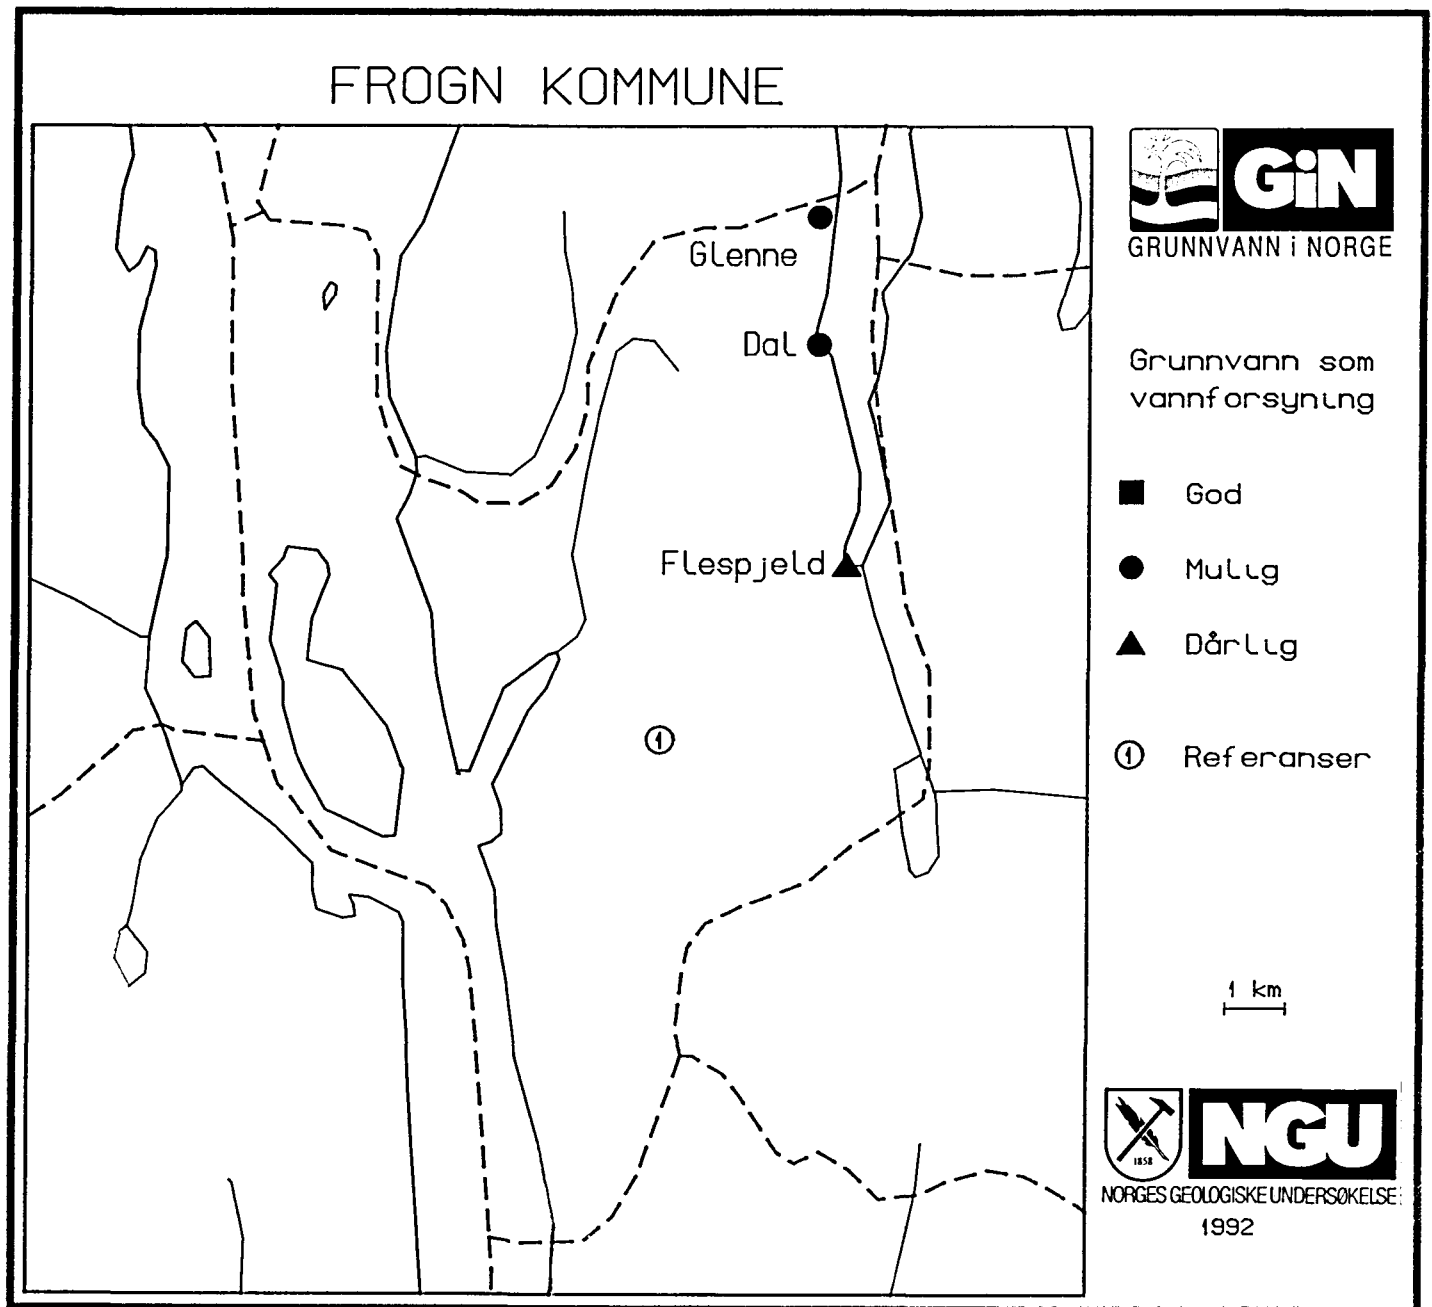 FROGN KOMMUNE
GiN
GRUNNVANN i NORGE
Glenne
Dal
Flespjeld
1
Grunnvann som
vannforsyning
God
Mulig
Dårlig
1 Referanser
1 km
1858
NGU
NORGES GEOLOGISKE UNDERSØKELSE
1992